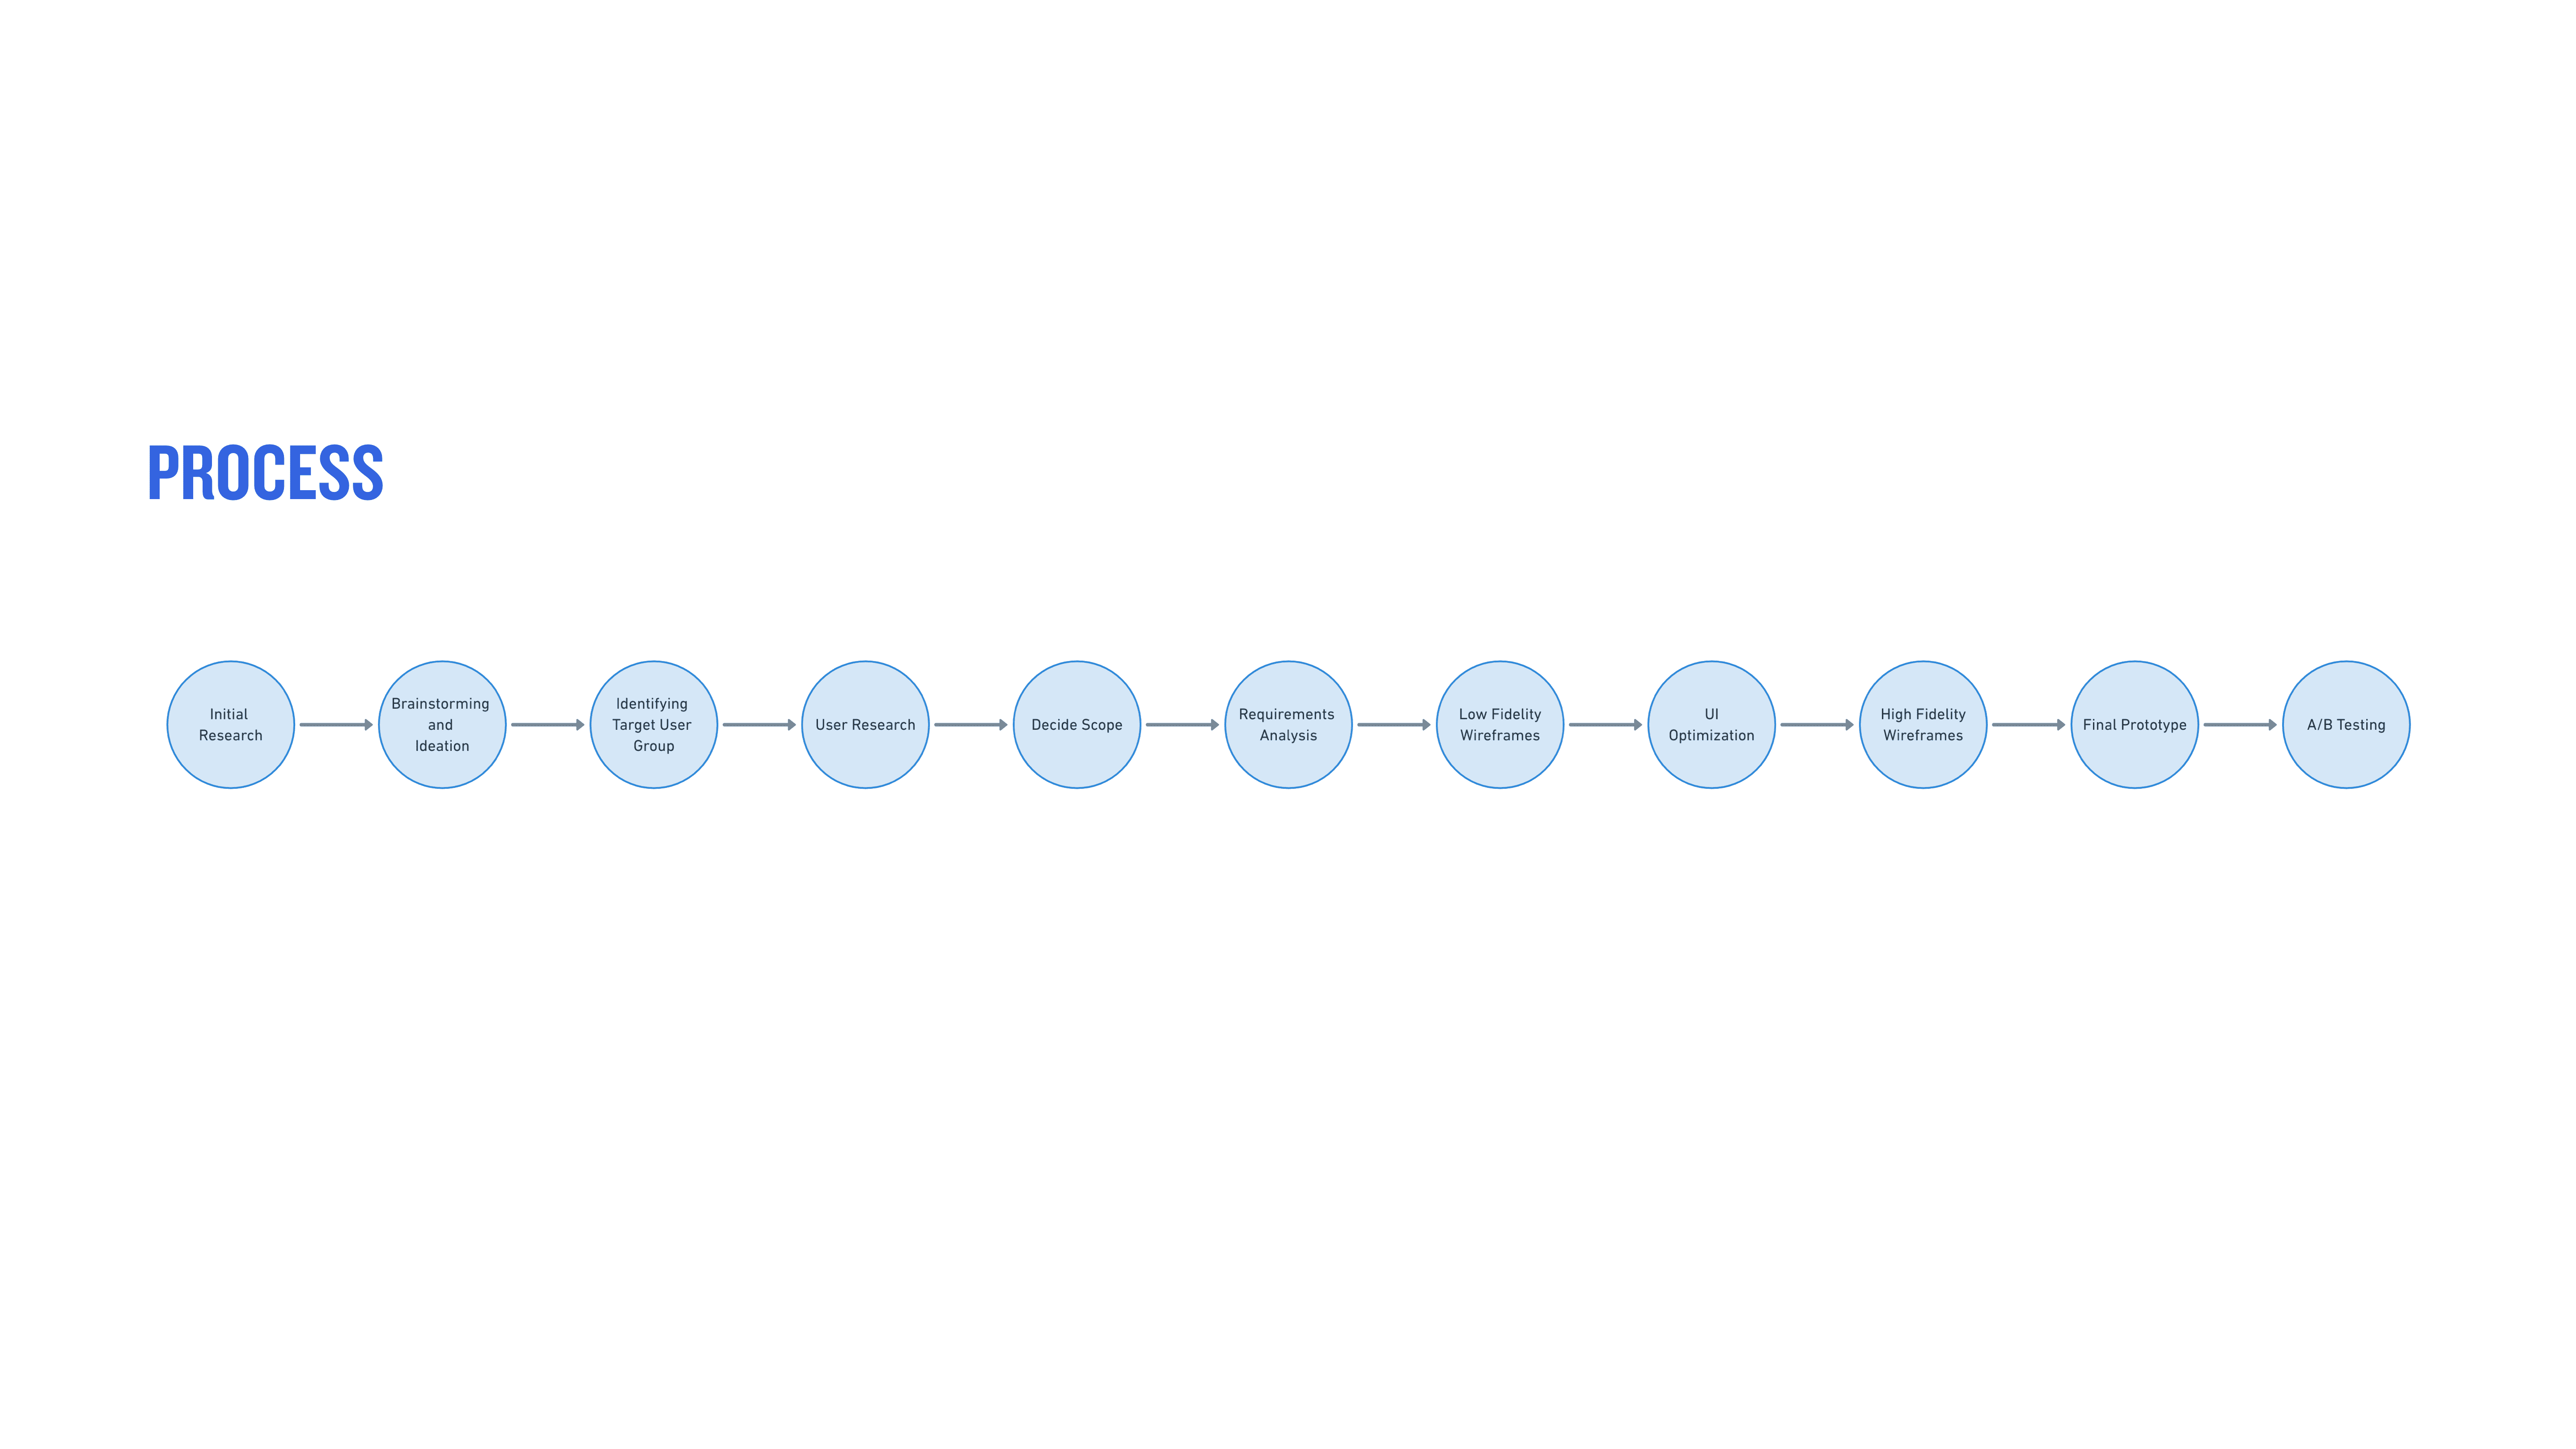 PROCESS
Initial
Research
Brainstorming
and
Ideation
Identifying
Target User
Group
User Research
Decide Scope
Requirements
Analysis
Low Fidelity
Wireframes
UI
Optimization
High Fidelity
Wireframes
Final Prototype
A/B Testing